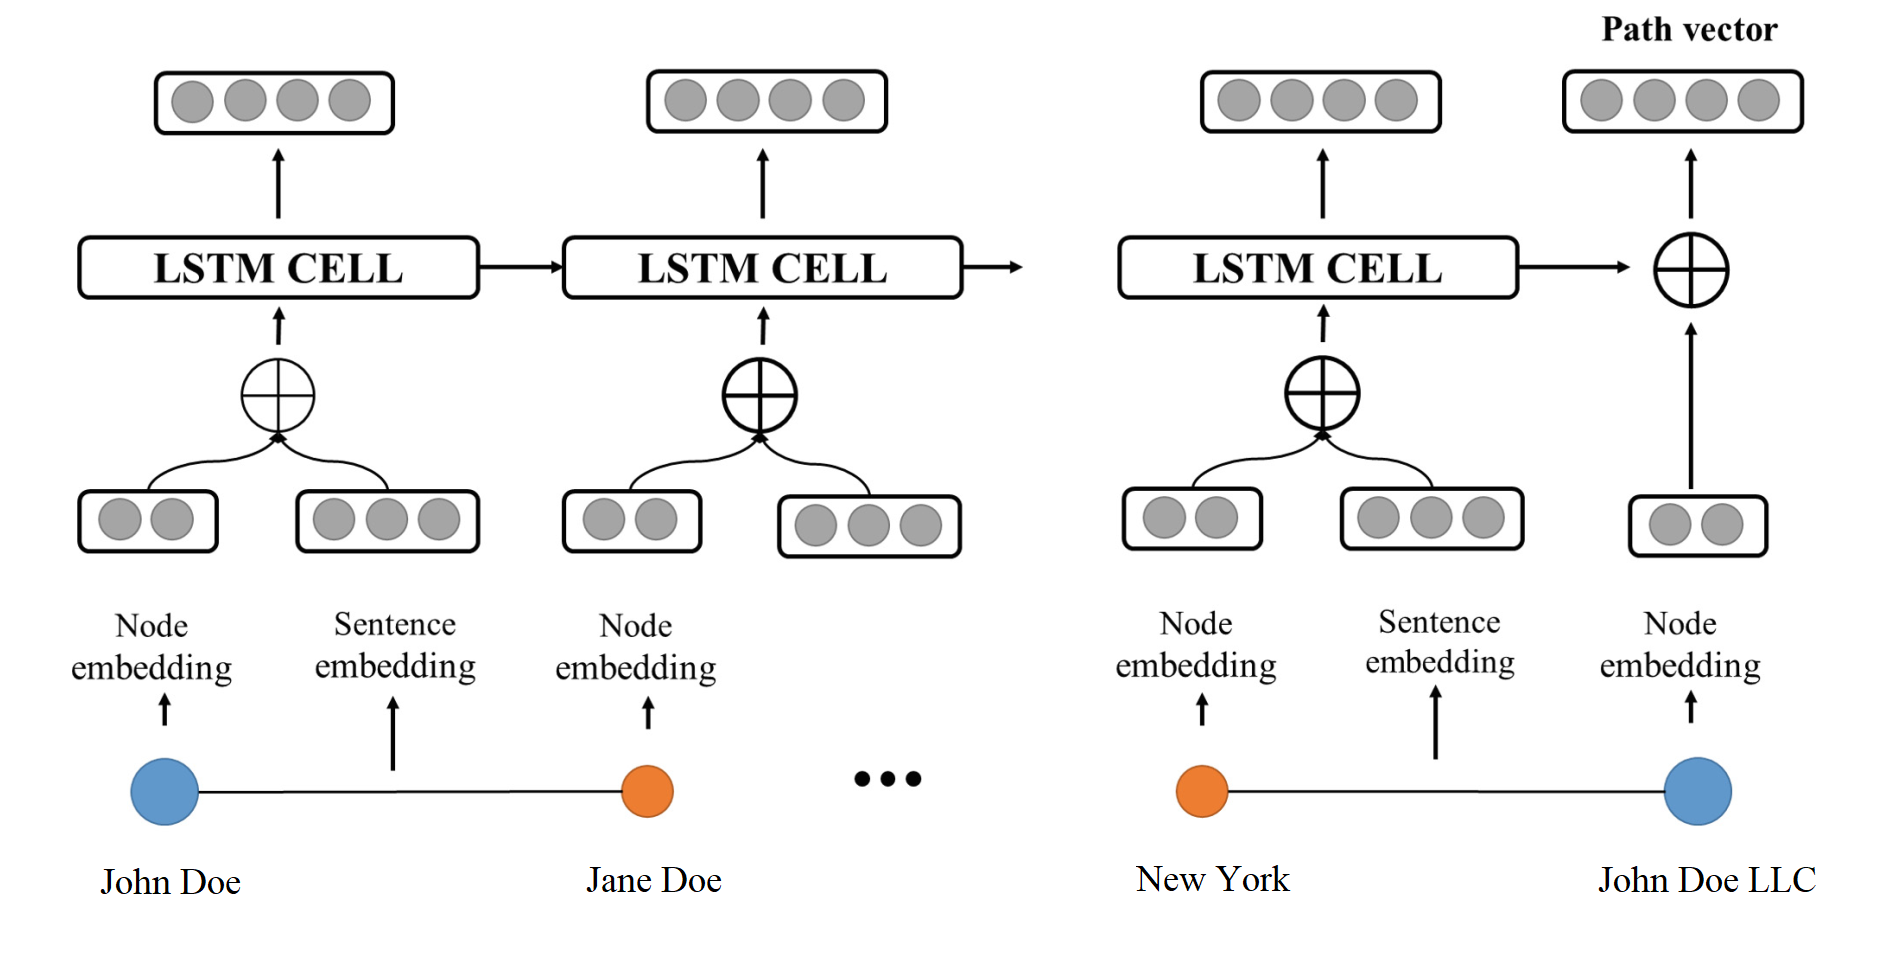 Path vector
LSTM CELL
LSTM CELL
LSTM CELL
Node
embedding
Sentence
embedding
Node
embedding
Node
embedding
Sentence
embedding
Node
embedding
John Doe
Jane Doe
New York
John Doe LLC